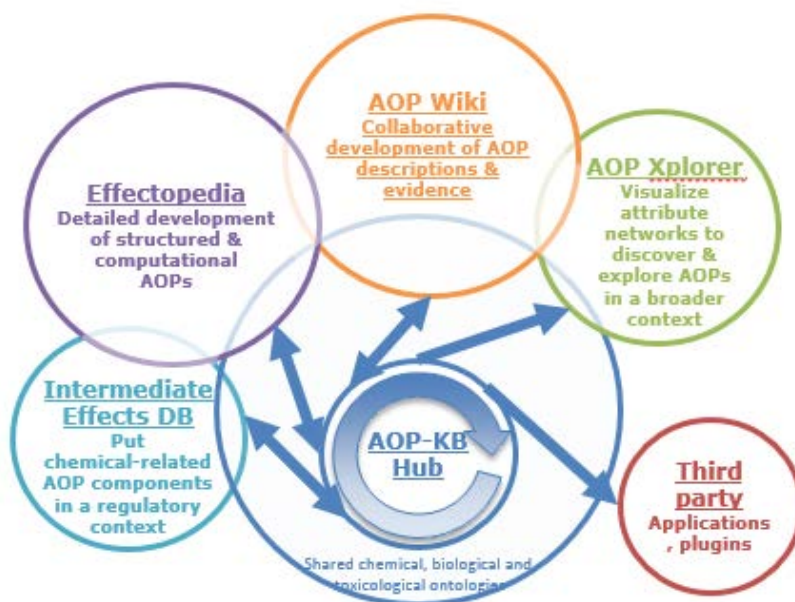 AOP Wiki
Collaborative
development of AOP
descriptions &
evidence
Effectopedia
Detailed development
of structured &
computational
AOPs
AOP Xplorer
Visualize
attribute
networks to
discover &
explore AOPs
in a broader
context
Intermediate
Effects DB
Put
chemical-related
AOP components
in a regulatory
context
AOP-KB
Hub
Third
party
Applications
, plugins
Shared chemical, biological and
toxicological ontologies